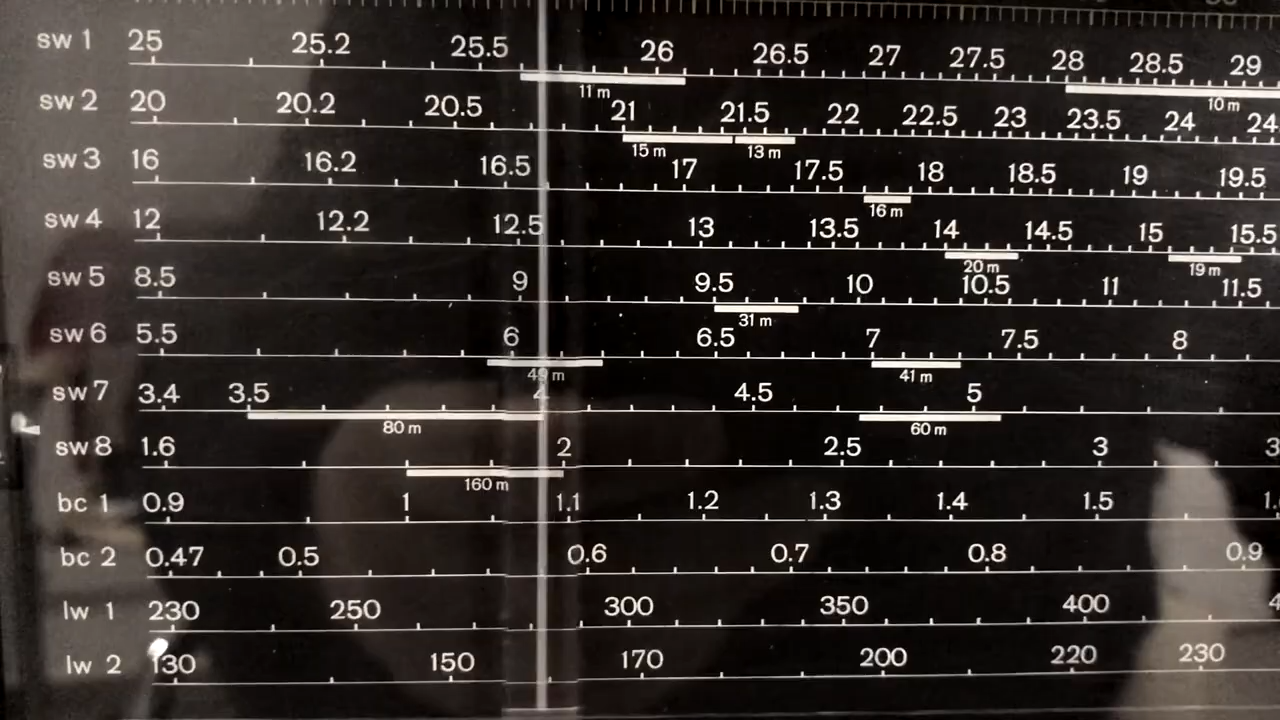 sw 1 25 25.2 25.5 26 26.5 27 27.5 28 28.5 29
11 m 10 m
sw 2 20 20.2 20.5 21 21.5 22 22.5 23 23.5 24 24
15 m 13 m
sw 3 16 16.2 16.5 17 17.5 18 18.5 19 19.5
16 m
sw 4 12 12.2 12.5 13 13.5 14 14.5 15 15.5
20 m 19 m
sw 5 8.5 9 9.5 10 10.5 11 11.5
31 m
sw 6 5.5 6 6.5 7 7.5 8
49 m 41 m
sw 7 3.4 3.5 4 4.5 5
80 m 60 m
sw 8 1.6 2 2.5 3 3
160 m
bc 1 0.9 1 1.1 1.2 1.3 1.4 1.5 1.
bc 2 0.47 0.5 0.6 0.7 0.8 0.9
lw 1 230 250 300 350 400 4
lw 2 130 150 170 200 220 230